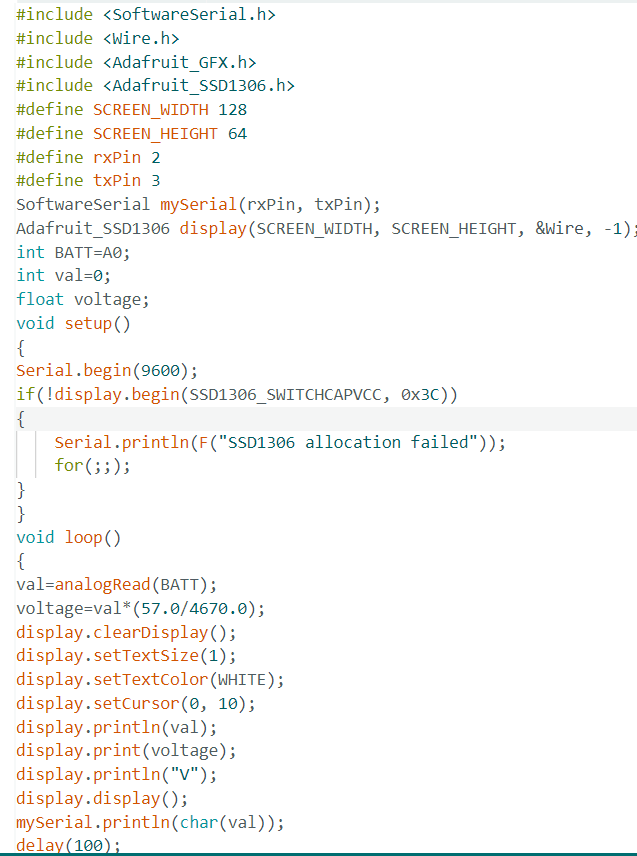 #include <SoftwareSerial.h>
#include <Wire.h>
#include <Adafruit_GFX.h>
#include <Adafruit_SSD1306.h>
#define SCREEN_WIDTH 128
#define SCREEN_HEIGHT 64
#define rxPin 2
#define txPin 3
SoftwareSerial mySerial(rxPin, txPin);
Adafruit_SSD1306 display(SCREEN_WIDTH, SCREEN_HEIGHT, &Wire, -1);
int BATT=A0;
int val=0;
float voltage;
void setup()
{
Serial.begin(9600);
if(!display.begin(SSD1306_SWITCHCAPVCC, 0x3C))
{
    Serial.println(F("SSD1306 allocation failed"));
    for(;;);
}
}
void loop()
{
val=analogRead(BATT);
voltage=val*(57.0/4670.0);
display.clearDisplay();
display.setTextSize(1);
display.setTextColor(WHITE);
display.setCursor(0, 10);
display.println(val);
display.print(voltage);
display.println("V");
display.display();
mySerial.println(char(val));
delay(100);